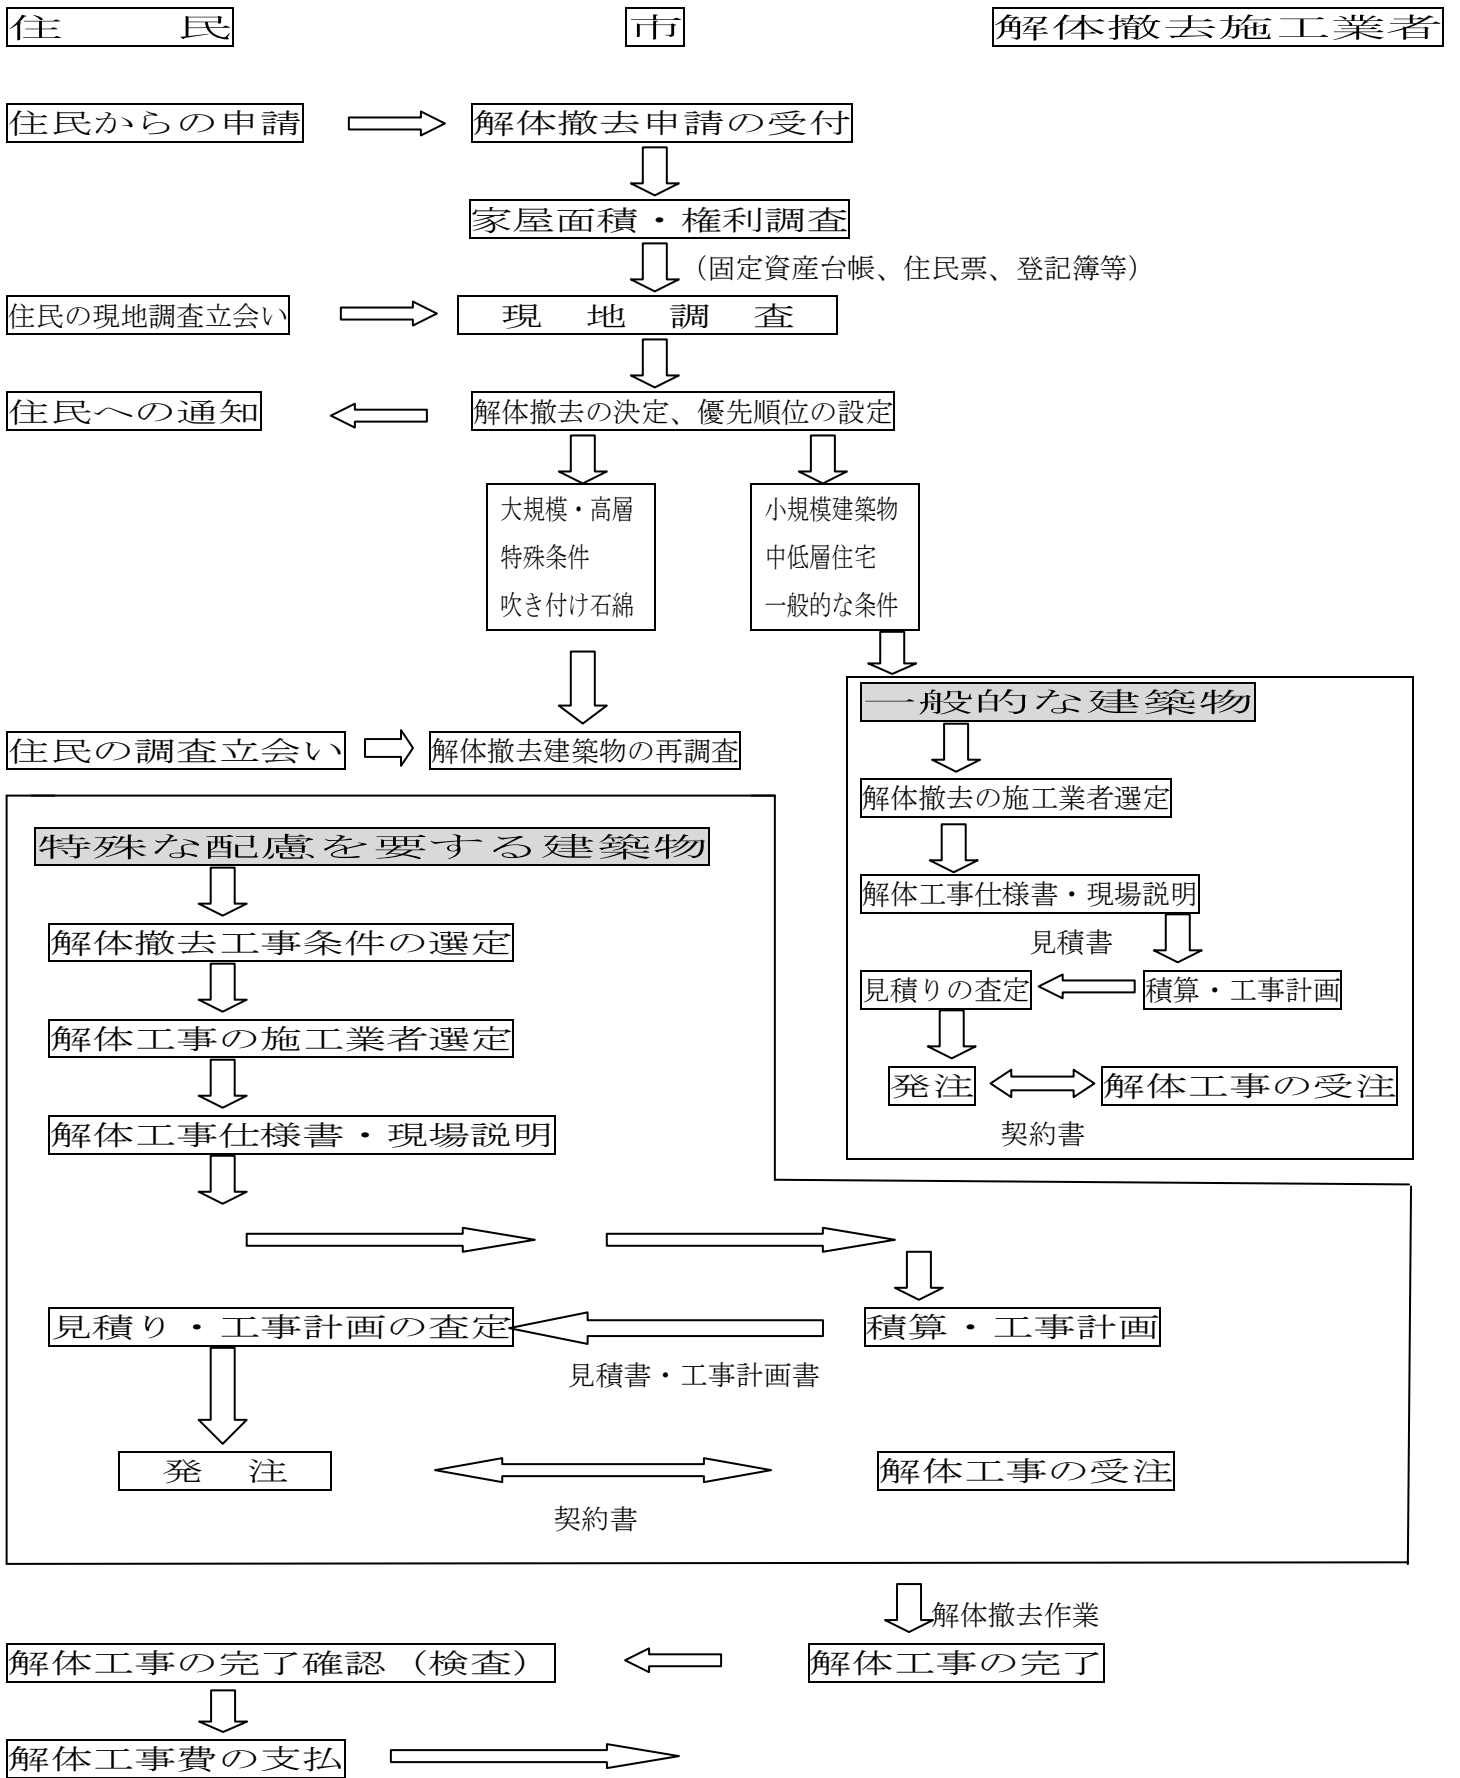 住　　民
市
解体撤去施工業者
住民からの申請
解体撤去申請の受付
家屋面積・権利調査
（固定資産台帳、住民票、登記簿等）
住民の現地調査立会い
現　地　調　査
住民への通知
解体撤去の決定、優先順位の設定
大規模・高層
特殊条件
吹き付け石綿
小規模建築物
中低層住宅
一般的な条件
住民の調査立会い
解体撤去建築物の再調査
一般的な建築物
解体撤去の施工業者選定
解体工事仕様書・現場説明
見積書
見積りの査定
積算・工事計画
発注
解体工事の受注
契約書
特殊な配慮を要する建築物
解体撤去工事条件の選定
解体工事の施工業者選定
解体工事仕様書・現場説明
見積り・工事計画の査定
積算・工事計画
見積書・工事計画書
発　注
解体工事の受注
契約書
解体撤去作業
解体工事の完了確認（検査）
解体工事の完了
解体工事費の支払